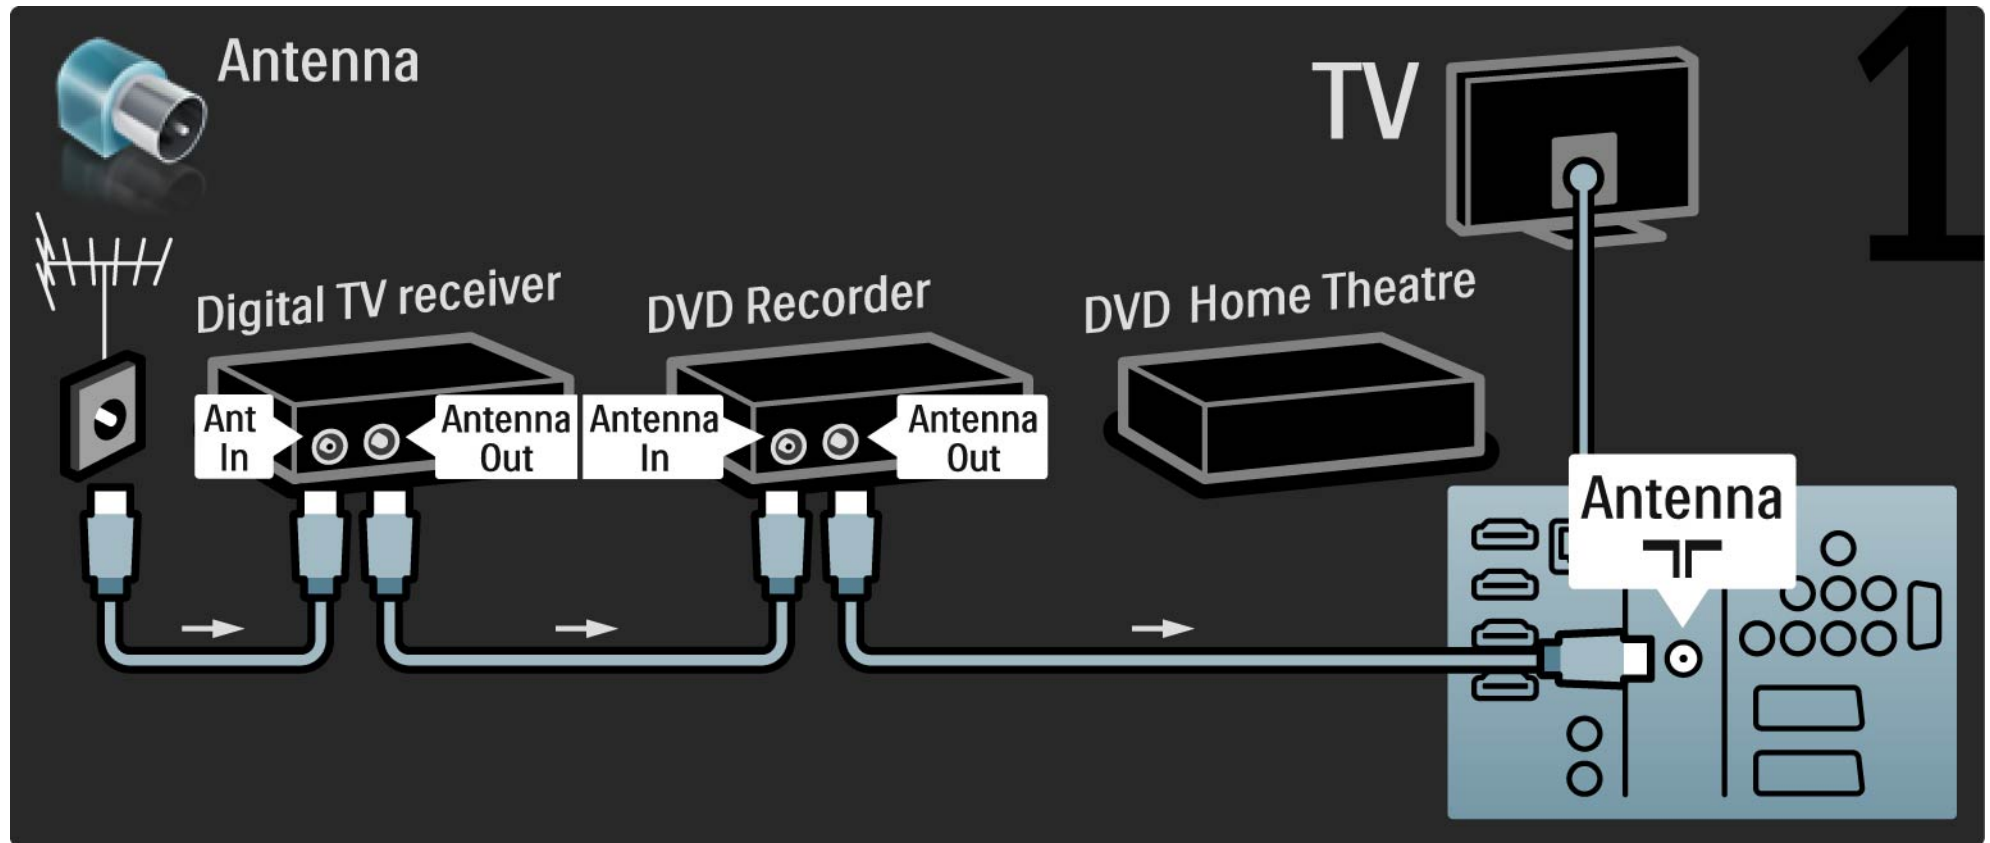 Antenna
TV
1
Digital TV receiver
DVD Recorder
DVD Home Theatre
Ant
In
Antenna
Out
Antenna
In
Antenna
Out
Antenna